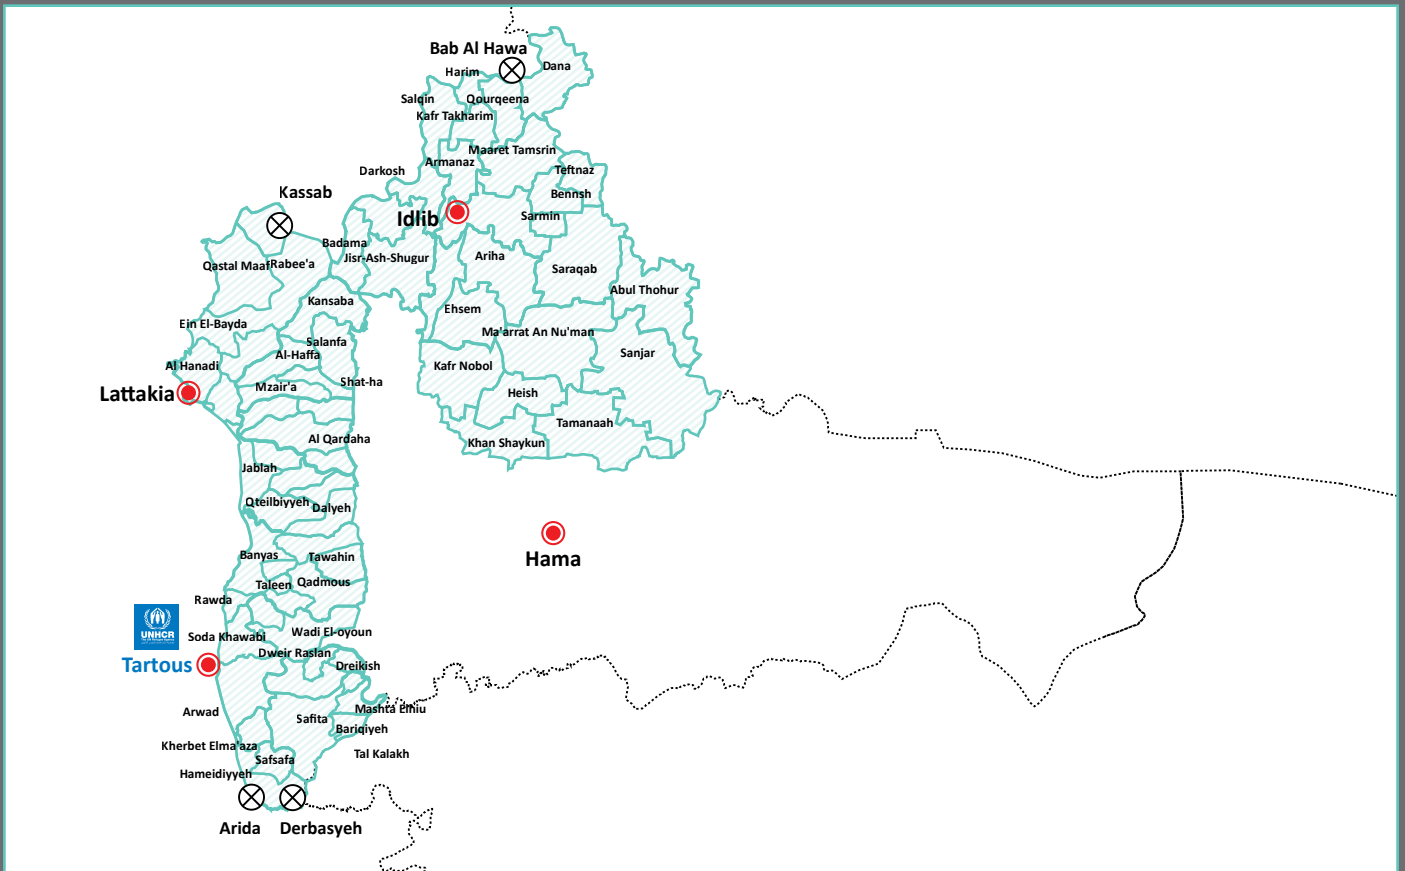 Bab Al Hawa
Dana
Harim
Salqin
Qourqeena
Kafr Takharim
Maaret Tamsrin
Armanaz
Darkosh
Teftnaz
Bennsh
Kassab
Idlib
Sarmin
Badama
Jisr-Ash-Shugur
Ariha
Qastal Maaf
Rabee'a
Saraqab
Abul Thohur
Kansaba
Ehsem
Ein El-Bayda
Ma'arrat An Nu'man
Salanfa
Al-Haffa
Sanjar
Al Hanadi
Kafr Nobol
Shat-ha
Mzair'a
Lattakia
Heish
Tamanaah
Al Qardaha
Khan Shaykun
Jablah
Qteilbiyyeh
Dalyeh
Hama
Banyas
Tawahin
Taleen
Qadmous
Rawda
UNHCR
Soda Khawabi
Wadi El-oyoun
Dweir Raslan
Tartous
Dreikish
Arwad
Mashta Elhiu
Safita
Bariqiyeh
Kherbet Elma'aza
Tal Kalakh
Safsafa
Hameidiyyeh
Arida
Derbasyeh